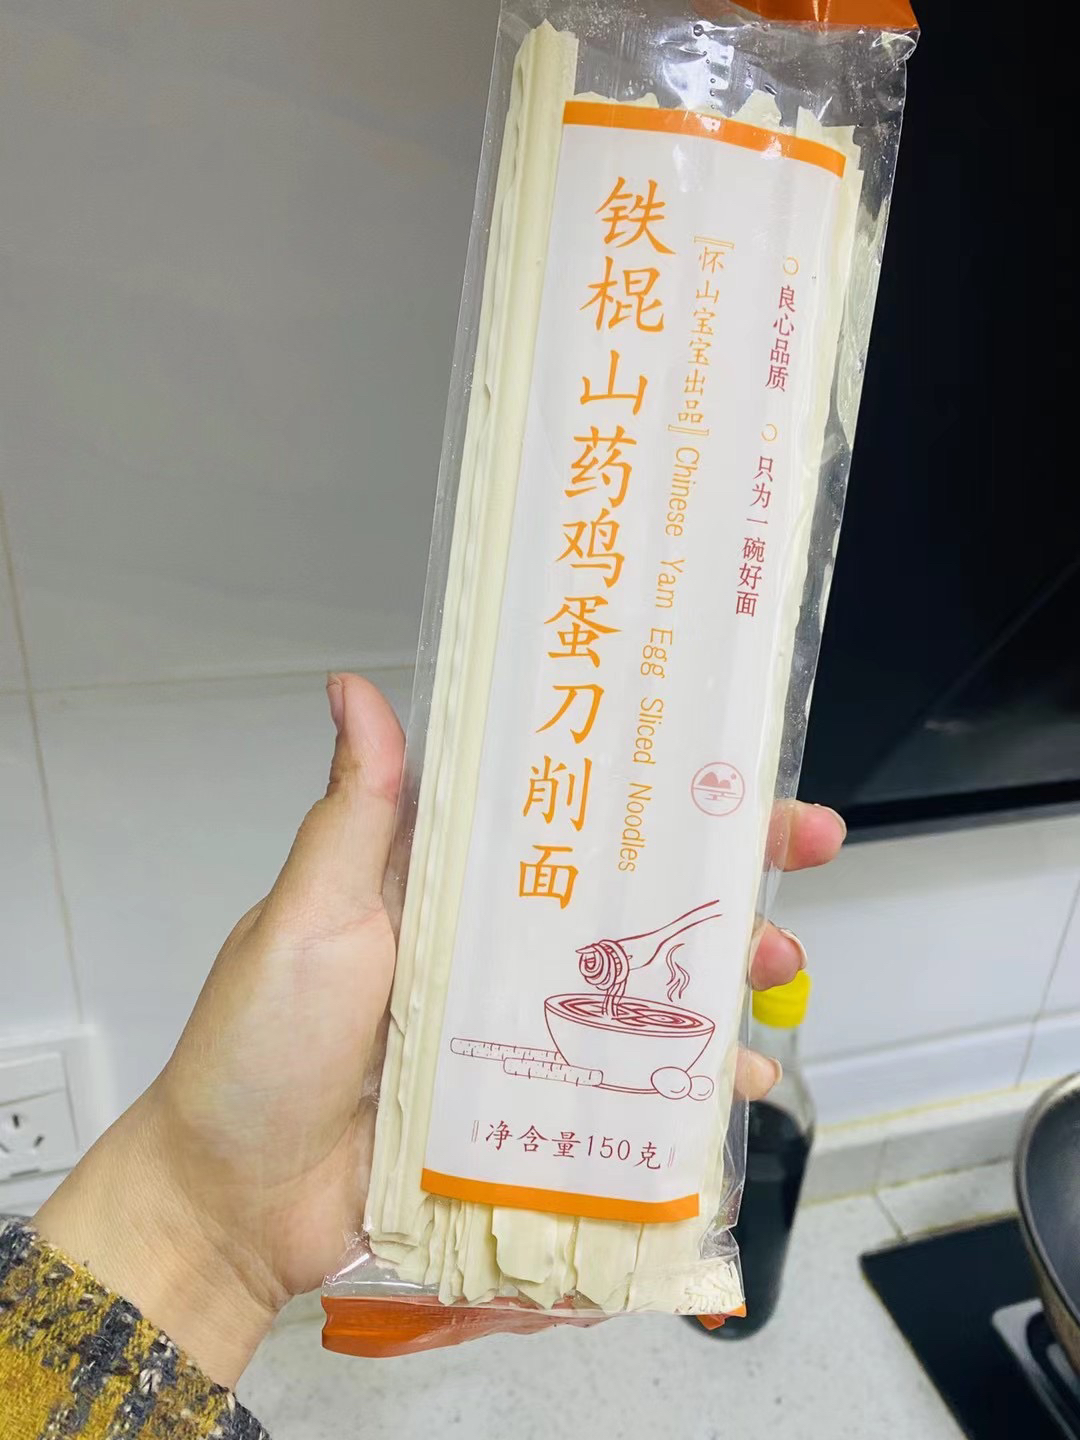 ○良心品质 ○只为一碗好面
〖怀山宝宝出品〗Chinese Yam Egg Sliced Noodles
铁棍山药鸡蛋刀削面
净含量150克